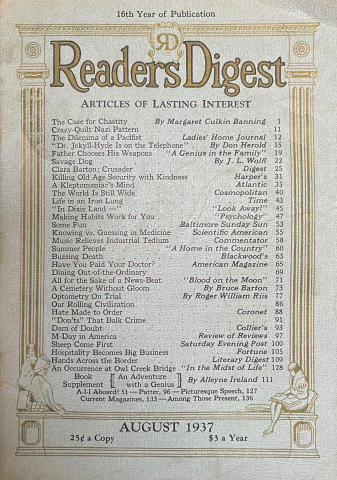 16th Year of Publication
RD
Readers Digest
ARTICLES OF LASTING INTEREST
The Case for Chastity By Margaret Culkin Banning 1
Crazy-Quilt Nazi Pattern 11
The Dilemma of a Pacifist Ladies' Home Journal 12
"Dr. Jekyll-Hyde Is on the Telephone" By Don Herold 15
Father Chooses His Weapons "A Genius in the Family" 19
Savage Dog By J. L. Wolff 22
Clara Barton; Crusader Digest 25
Killing Old Age Security with Kindness Harper's 31
A Kleptomaniac's Mind Atlantic 35
The World Is Still Wide Cosmopolitan 40
Life in an Iron Lung Time 43
"In Dixie Land —" "Look Away!" 45
Making Habits Work for You "Psychology" 47
Some Fun Baltimore Sunday Sun 53
Knowing vs. Guessing in Medicine Scientific American 55
Music Relieves Industrial Tedium Commentator 58
Summer People "A Home in the Country" 60
Buzzing Death Blackwood's 63
Have You Paid Your Doctor? American Magazine 65
Dining Out-of-the-Ordinary 69
All for the Sake of a News-Beat "Blood on the Moon" 71
A Cemetery Without Gloom By Bruce Barton 73
Optometry On Trial By Roger William Riis 77
Our Rolling Civilization 86
Hate Made to Order Coronet 88
"Don'ts" That Balk Crime 91
Dam of Doubt Collier's 93
M-Day in America Review of Reviews 97
Sheep Come First Saturday Evening Post 100
Hospitality Becomes Big Business Fortune 105
Hands Across the Border Literary Digest 109
An Occurrence at Owl Creek Bridge "In the Midst of Life" 128
Book Supplement [ An Adventure with a Genius ] By Alleyne Ireland 111
A-l-l Aboard! 51 — Patter, 96 — Picturesque Speech, 127
Current Magazines, 133 — Among Those Present, 136
AUGUST 1937
25¢ a Copy $3 a Year